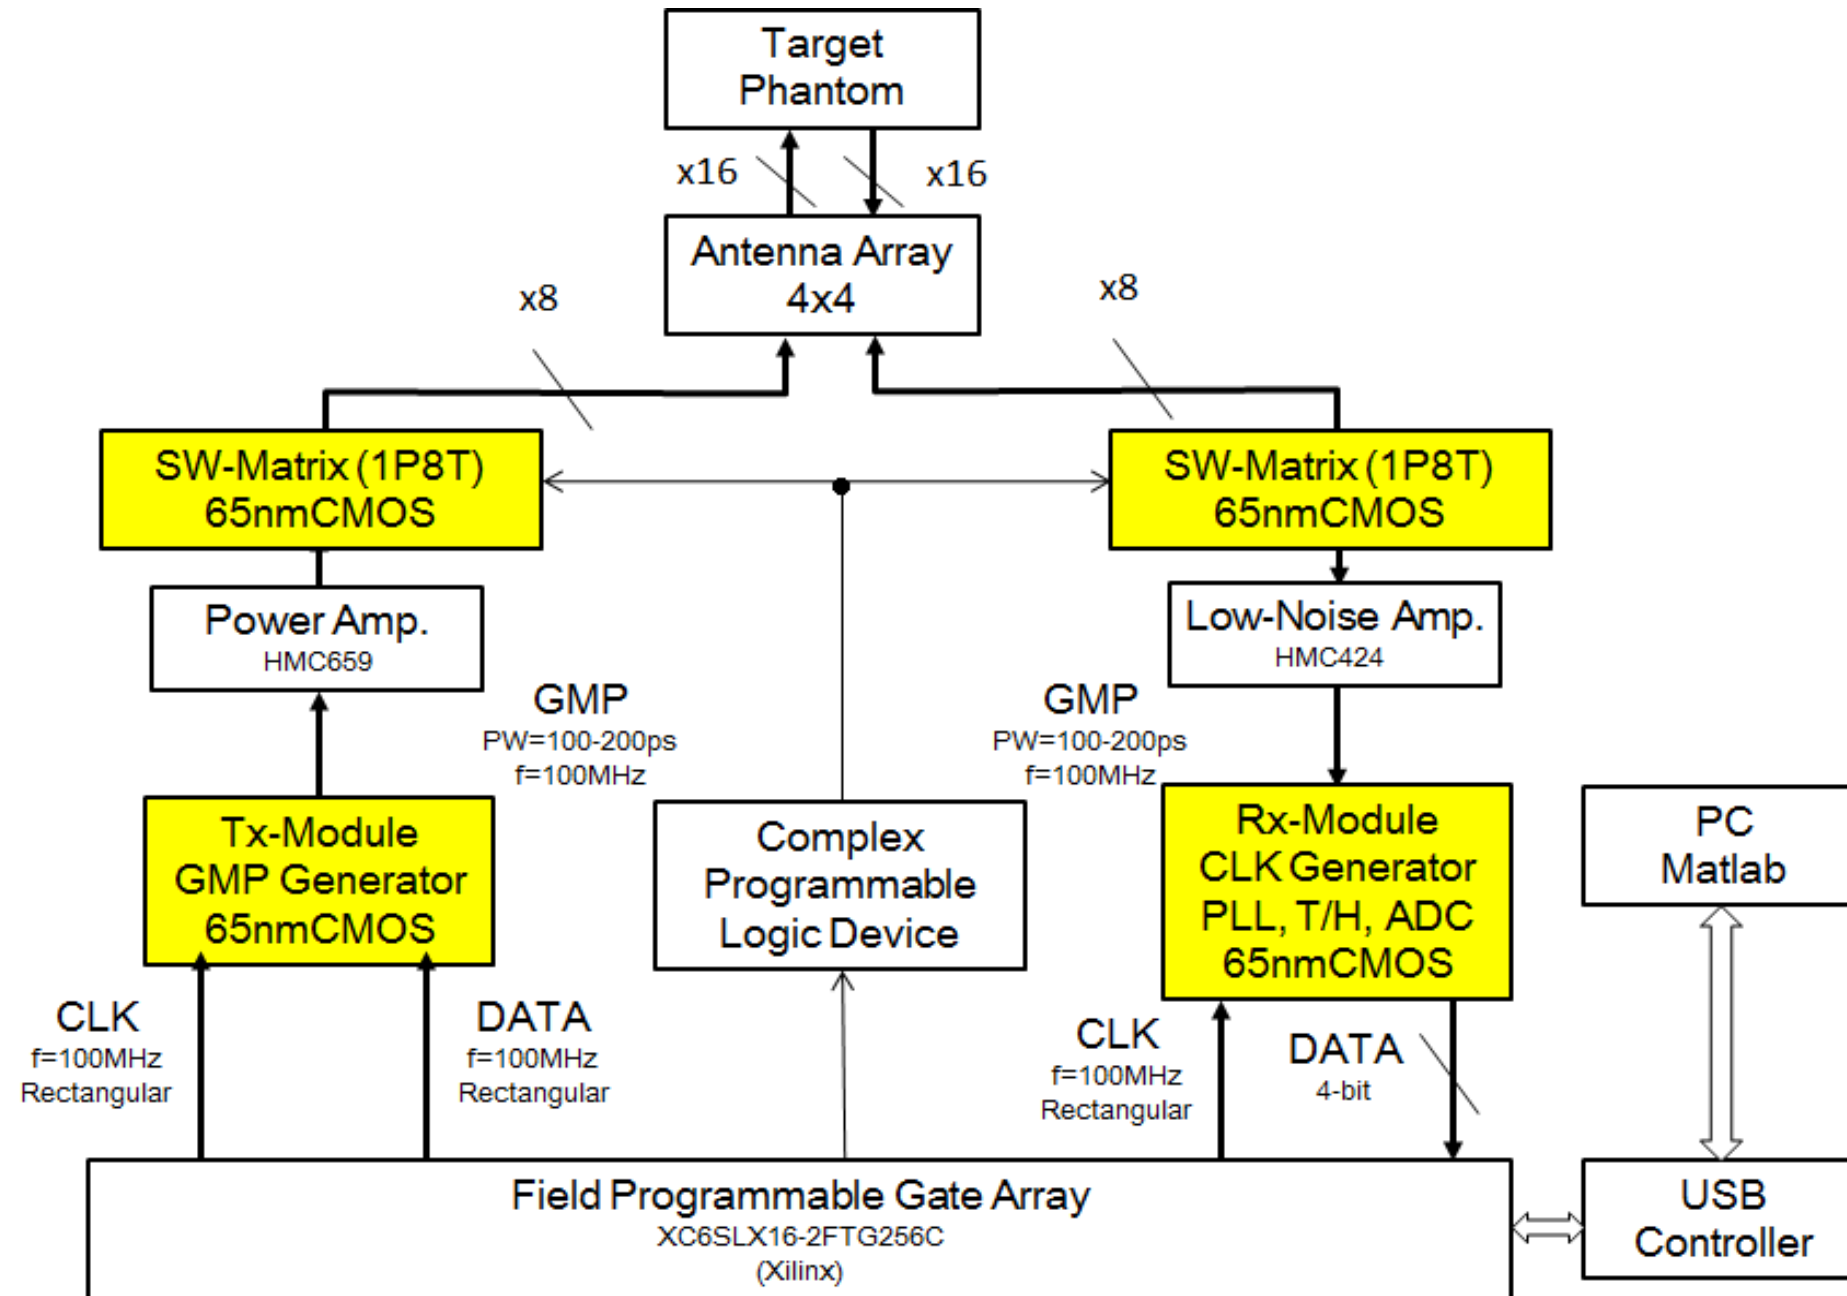 Target
Phantom
x16
x16
Antenna Array
4x4
x8
x8
SW-Matrix (1P8T)
65nmCMOS
SW-Matrix (1P8T)
65nmCMOS
Power Amp.
HMC659
Low-Noise Amp.
HMC424
GMP
PW=100-200ps
f=100MHz
GMP
PW=100-200ps
f=100MHz
Tx-Module
GMP Generator
65nmCMOS
Complex
Programmable
Logic Device
Rx-Module
CLK Generator
PLL, T/H, ADC
65nmCMOS
PC
Matlab
CLK
f=100MHz
Rectangular
DATA
f=100MHz
Rectangular
CLK
f=100MHz
Rectangular
DATA
4-bit
Field Programmable Gate Array
XC6SLX16-2FTG256C
(Xilinx)
USB
Controller